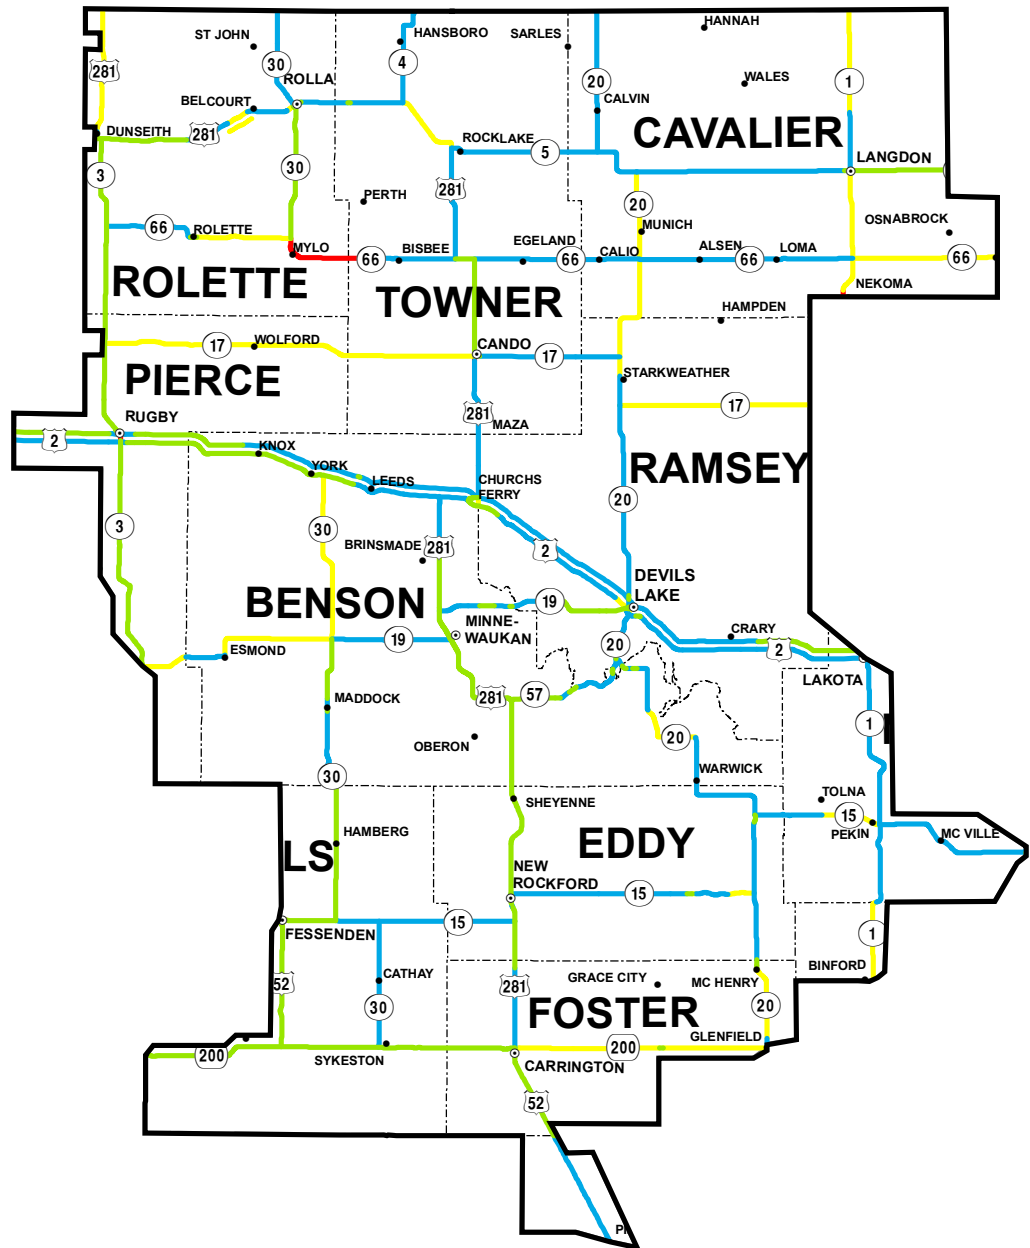 HANNAH
ST JOHN
HANSBORO
SARLES
281
30
4
20
WALES
1
ROLLA
BELCOURT
CALVIN
DUNSEITH
281
ROCKLAKE
5
CAVALIER
LANGDON
3
30
281
PERTH
20
66
ROLETTE
MUNICH
OSNABROCK
MYLO
66
BISBEE
EGELAND
66
CALIO
ALSEN
66
LOMA
66
ROLETTE
TOWNER
NEKOMA
HAMPDEN
17
WOLFORD
CANDO
17
PIERCE
STARKWEATHER
RUGBY
281
MAZA
17
2
KNOX
YORK
LEEDS
CHURCHS
FERRY
RAMSEY
20
3
30
281
BRINSMADE
2
DEVILS
LAKE
BENSON
19
MINNE-
WAUKAN
CRARY
19
20
2
ESMOND
LAKOTA
281
57
MADDOCK
1
OBERON
20
WARWICK
30
TOLNA
SHEYENNE
15
PEKIN
MC VILLE
HAMBERG
LS
EDDY
NEW
ROCKFORD
15
FESSENDEN
15
1
CATHAY
GRACE CITY
MC HENRY
BINFORD
52
281
30
FOSTER
20
GLENFIELD
200
SYKESTON
200
CARRINGTON
52